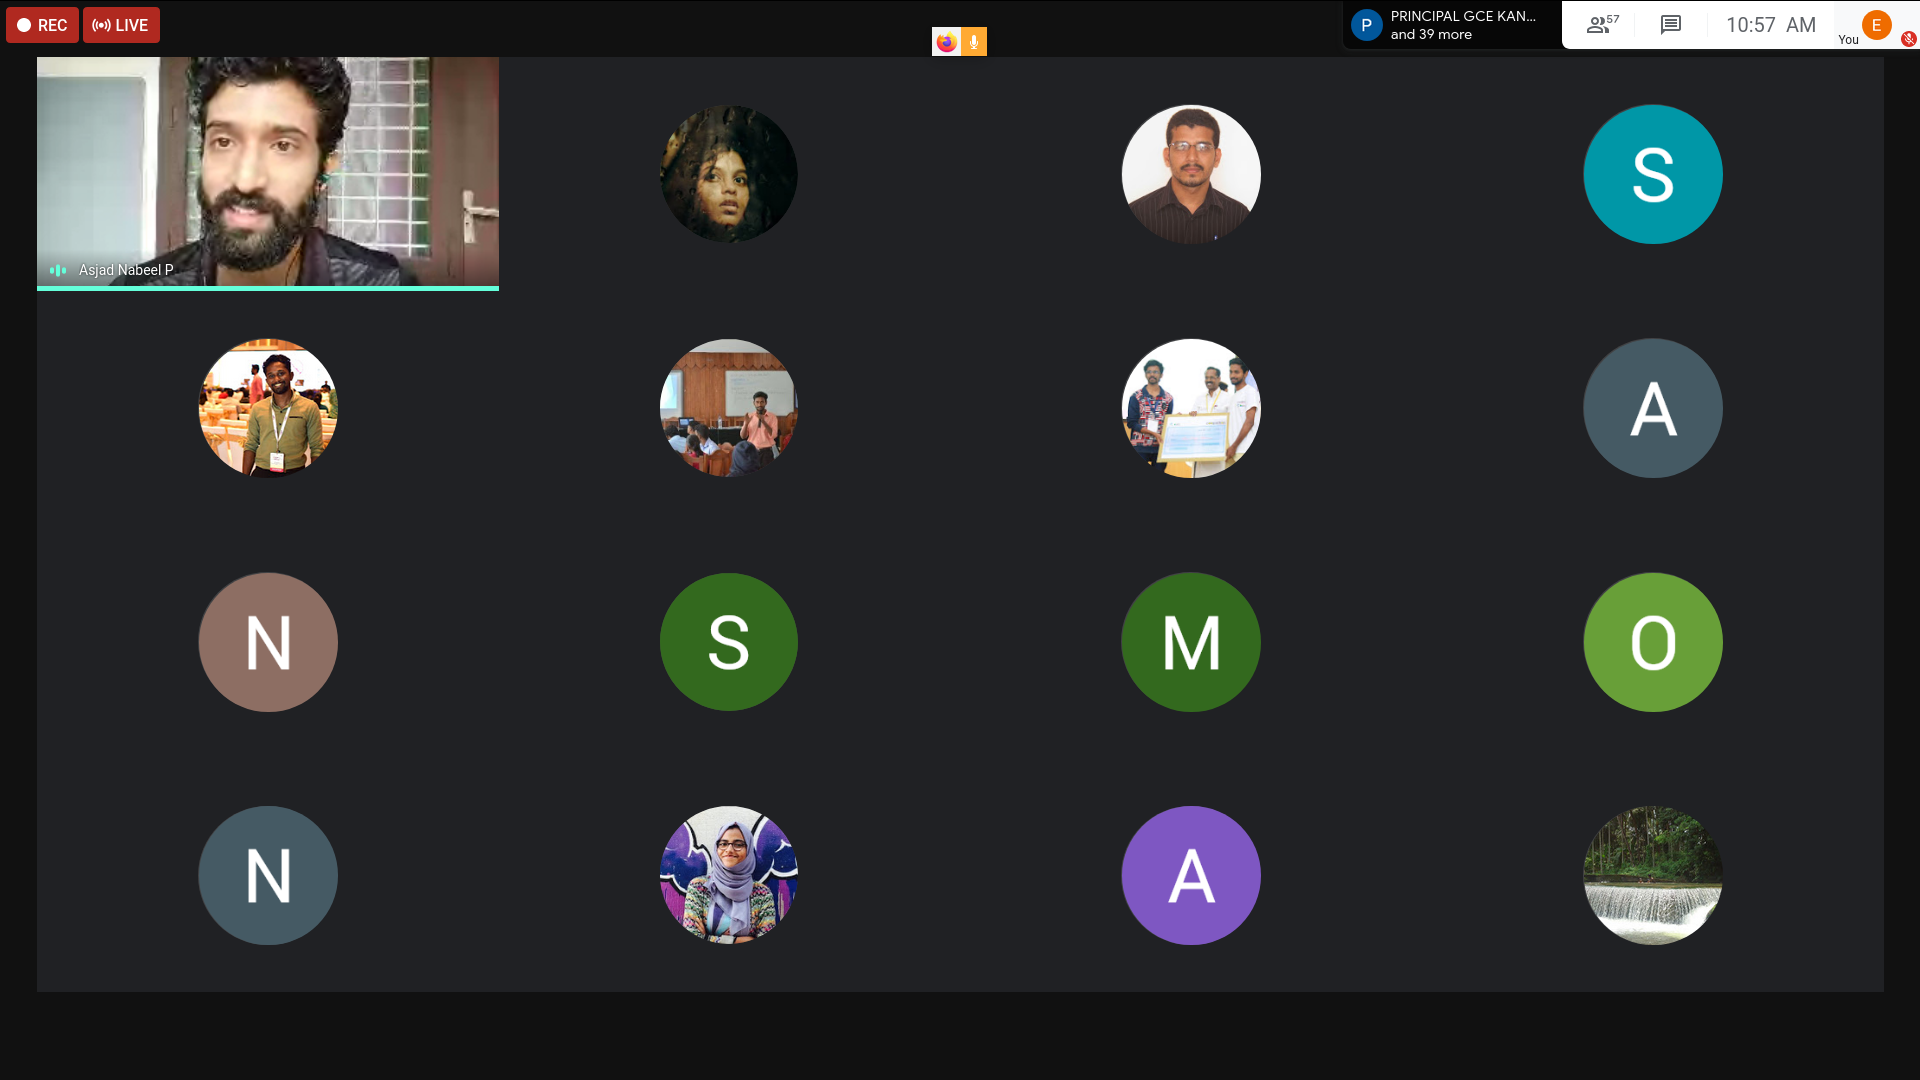 REC
LIVE
PRINCIPAL GCE KAN...
and 39 more
57
10:57 AM
You
E
P
Asjad Nabeel P
S
A
N
S
M
O
N
A